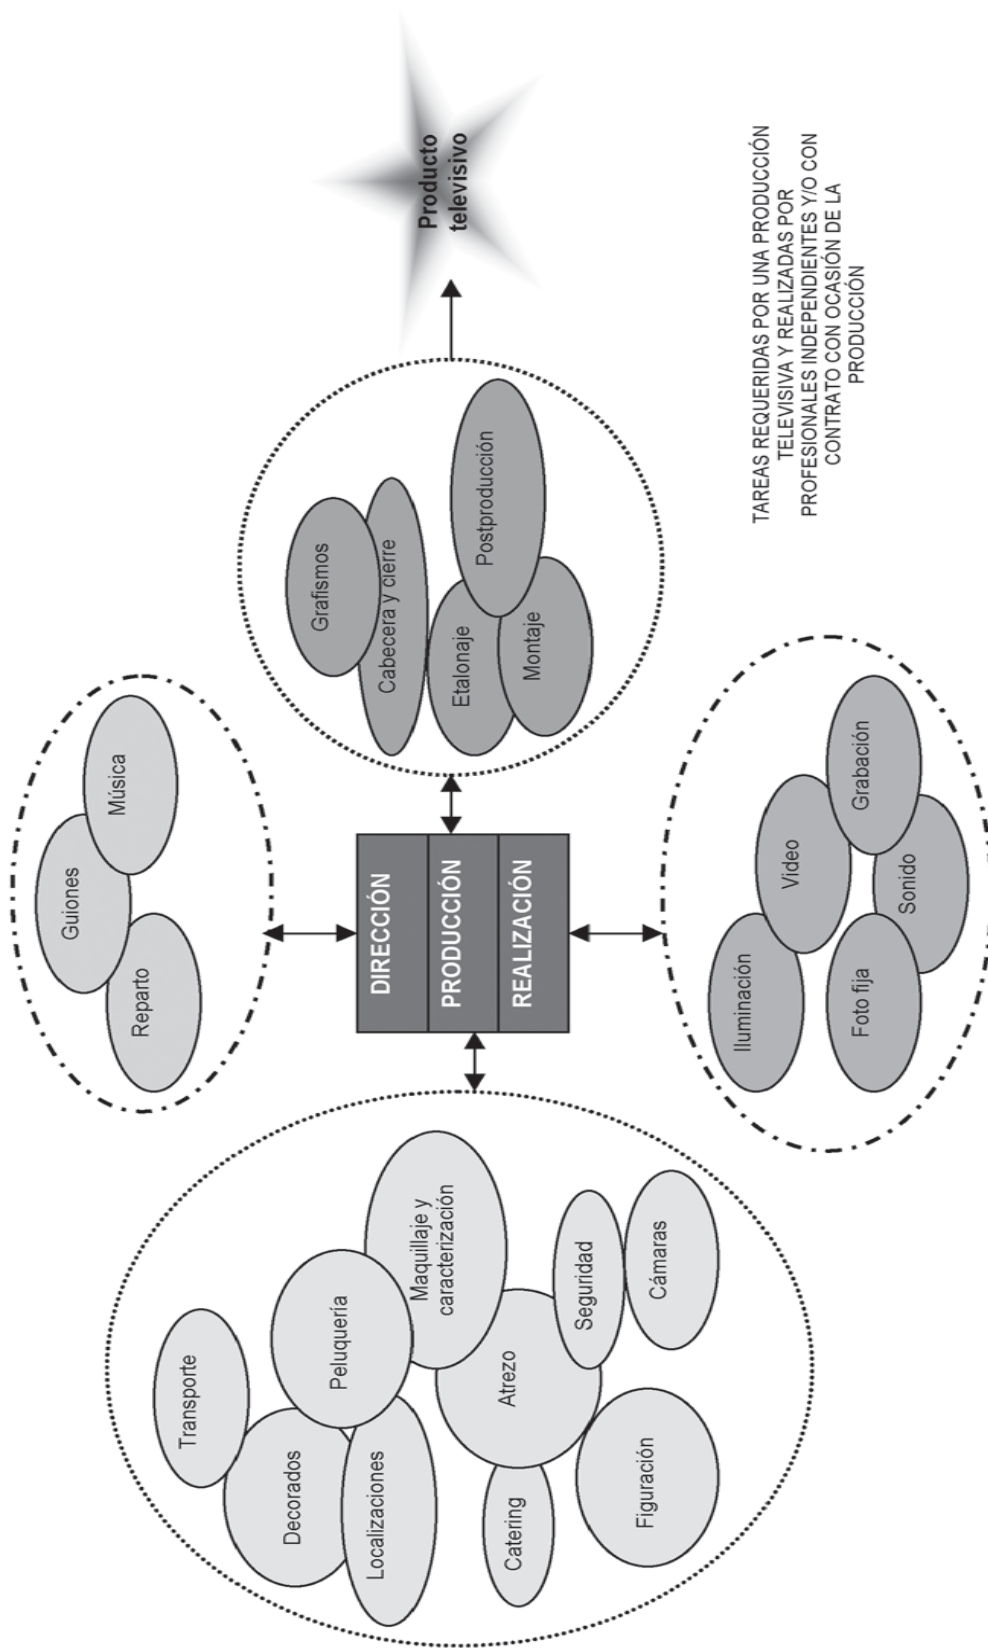 Transporte
Decorados
Localizaciones
Peluquería
Maquillaje y
caracterización
Catering
Atrezo
Figuración
Seguridad
Cámaras
Reparto
Guiones
Música
DIRECCIÓN
PRODUCCIÓN
REALIZACIÓN
Iluminación
Video
Foto fija
Sonido
Grabación
Grafismos
Cabecera y cierre
Etalonaje
Postproducción
Montaje
Producto
televisivo
TAREAS REQUERIDAS POR UNA PRODUCCIÓN
TELEVISIVA Y REALIZADAS POR
PROFESIONALES INDEPENDIENTES Y/O CON
CONTRATO CON OCASIÓN DE LA
PRODUCCIÓN